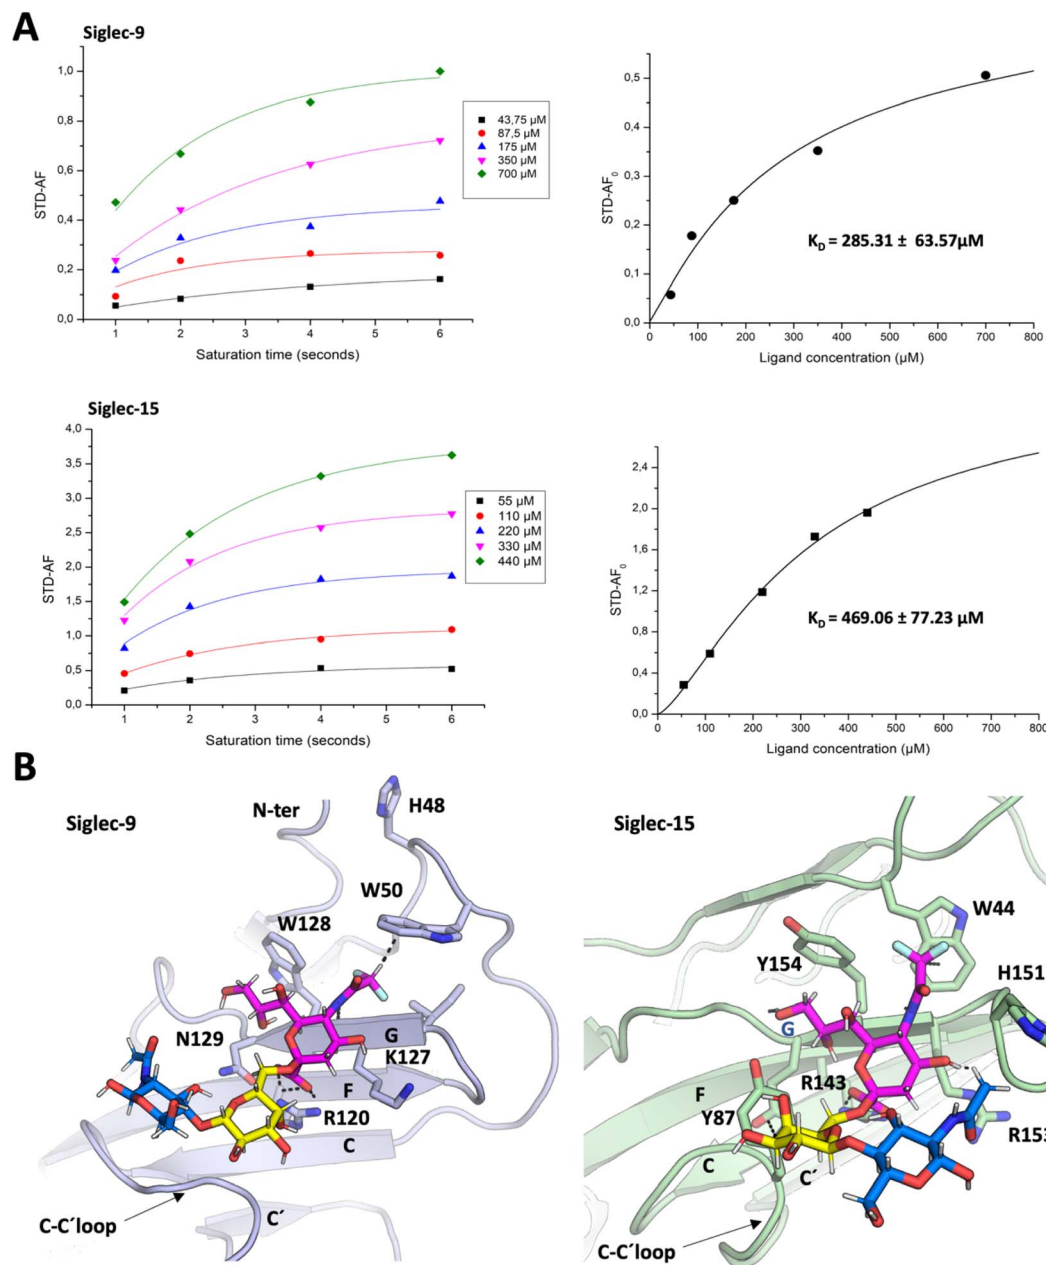 A
Siglec-9
1,0
0,8
0,6
0,4
0,2
0,0
STD-AF
1 2 3 4 5 6
Saturation time (seconds)
43,75 µM
87,5 µM
175 µM
350 µM
700 µM
0,5
0,4
0,3
0,2
0,1
0,0
STD-AF0
0 100 200 300 400 500 600 700 800
Ligand concentration (µM)
KD = 285.31 ± 63.57µM
Siglec-15
4,0
3,5
3,0
2,5
2,0
1,5
1,0
0,5
0,0
STD-AF
1 2 3 4 5 6
Saturation time (seconds)
55 µM
110 µM
220 µM
330 µM
440 µM
2,4
2,0
1,6
1,2
0,8
0,4
0,0
STD-AF0
0 100 200 300 400 500 600 700 800
Ligand concentration (µM)
KD = 469.06 ± 77.23 µM
B
Siglec-9
N-ter
H48
W50
W128
N129
G
K127
F
R120
C
C´
C-C´loop
Siglec-15
W44
Y154
H151
G
R143
F
Y87
R153
C
C´
C-C´loop